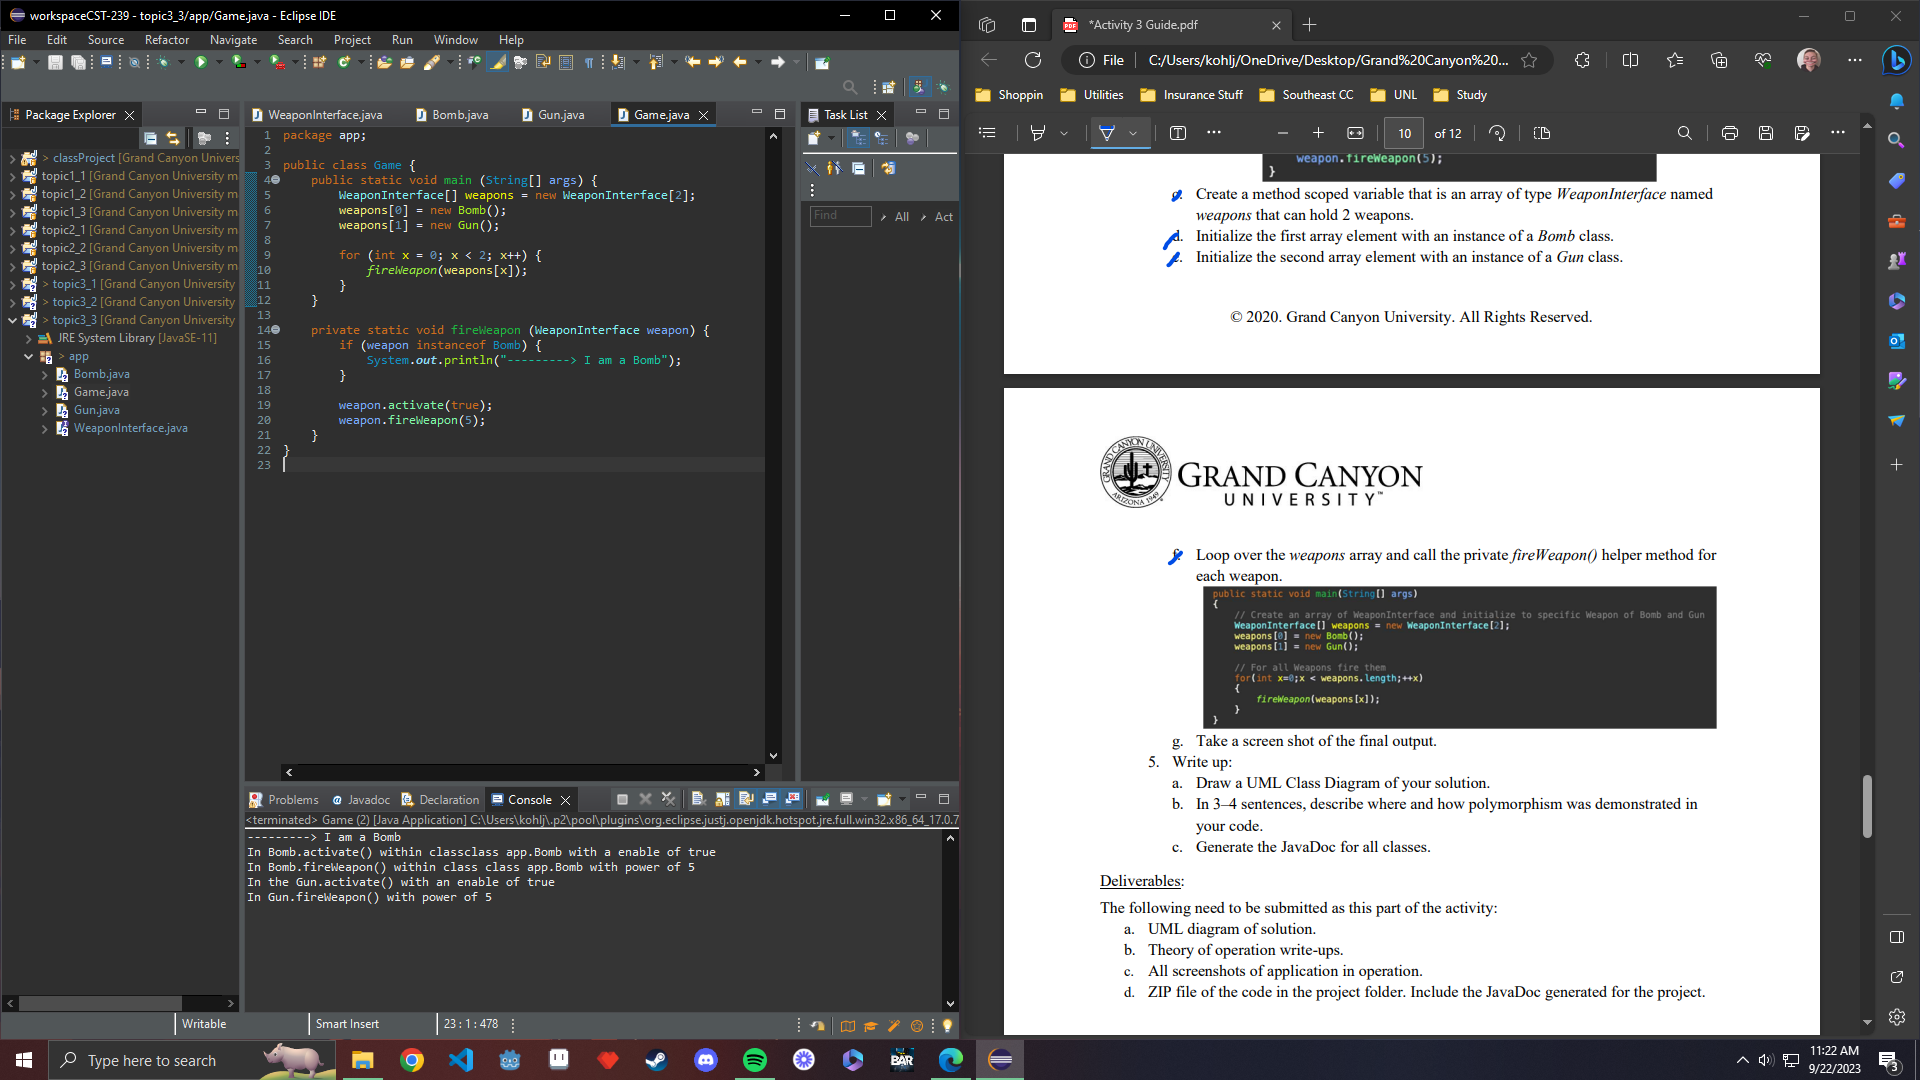 workspaceCST-239 - topic3_3/app/Game.java - Eclipse IDE
File Edit Source Refactor Navigate Search Project Run Window Help
Package Explorer
> classProject [Grand Canyon Univers
topic1_1 [Grand Canyon University m
topic1_2 [Grand Canyon University m
topic1_3 [Grand Canyon University m
topic2_1 [Grand Canyon University m
topic2_2 [Grand Canyon University m
topic2_3 [Grand Canyon University m
> topic3_1 [Grand Canyon University
> topic3_2 [Grand Canyon University
> topic3_3 [Grand Canyon University
JRE System Library [JavaSE-11]
> app
Bomb.java
Game.java
Gun.java
WeaponInterface.java
WeaponInterface.java Bomb.java Gun.java Game.java
1 package app;
2
3 public class Game {
4 public static void main (String[] args) {
5 WeaponInterface[] weapons = new WeaponInterface[2];
6 weapons[0] = new Bomb();
7 weapons[1] = new Gun();
8
9 for (int x = 0; x < 2; x++) {
10 fireWeapon(weapons[x]);
11 }
12 }
13
14 private static void fireWeapon (WeaponInterface weapon) {
15 if (weapon instanceof Bomb) {
16 System.out.println("---------> I am a Bomb");
17 }
18
19 weapon.activate(true);
20 weapon.fireWeapon(5);
21 }
22 }
23
Task List
Find All Act
Problems Javadoc Declaration Console
<terminated> Game (2) [Java Application] C:\Users\kohlj\.p2\pool\plugins\org.eclipse.justj.openjdk.hotspot.jre.full.win32.x86_64_17.0.7
---------> I am a Bomb
In Bomb.activate() within classclass app.Bomb with a enable of true
In Bomb.fireWeapon() within class class app.Bomb with power of 5
In the Gun.activate() with an enable of true
In Gun.fireWeapon() with power of 5
Writable Smart Insert 23 : 1 : 478
*Activity 3 Guide.pdf
File C:/Users/kohlj/OneDrive/Desktop/Grand%20Canyon%20...
Shoppin Utilities Insurance Stuff Southeast CC UNL Study
10 of 12
weapon.fireWeapon(5);
}
Create a method scoped variable that is an array of type WeaponInterface named
weapons that can hold 2 weapons.
d. Initialize the first array element with an instance of a Bomb class.
e. Initialize the second array element with an instance of a Gun class.
© 2020. Grand Canyon University. All Rights Reserved.
GRAND CANYON
UNIVERSITY™
f. Loop over the weapons array and call the private fireWeapon() helper method for
each weapon.
public static void main(String[] args)
{
// Create an array of WeaponInterface and initialize to specific Weapon of Bomb and Gun
WeaponInterface[] weapons = new WeaponInterface[2];
weapons[0] = new Bomb();
weapons[1] = new Gun();
// For all Weapons fire them
for(int x=0;x < weapons.length;++x)
{
fireWeapon(weapons[x]);
}
}
g. Take a screen shot of the final output.
5. Write up:
a. Draw a UML Class Diagram of your solution.
b. In 3–4 sentences, describe where and how polymorphism was demonstrated in
your code.
c. Generate the JavaDoc for all classes.
Deliverables:
The following need to be submitted as this part of the activity:
a. UML diagram of solution.
b. Theory of operation write-ups.
c. All screenshots of application in operation.
d. ZIP file of the code in the project folder. Include the JavaDoc generated for the project.
Type here to search
BAR
11:22 AM
9/22/2023
3